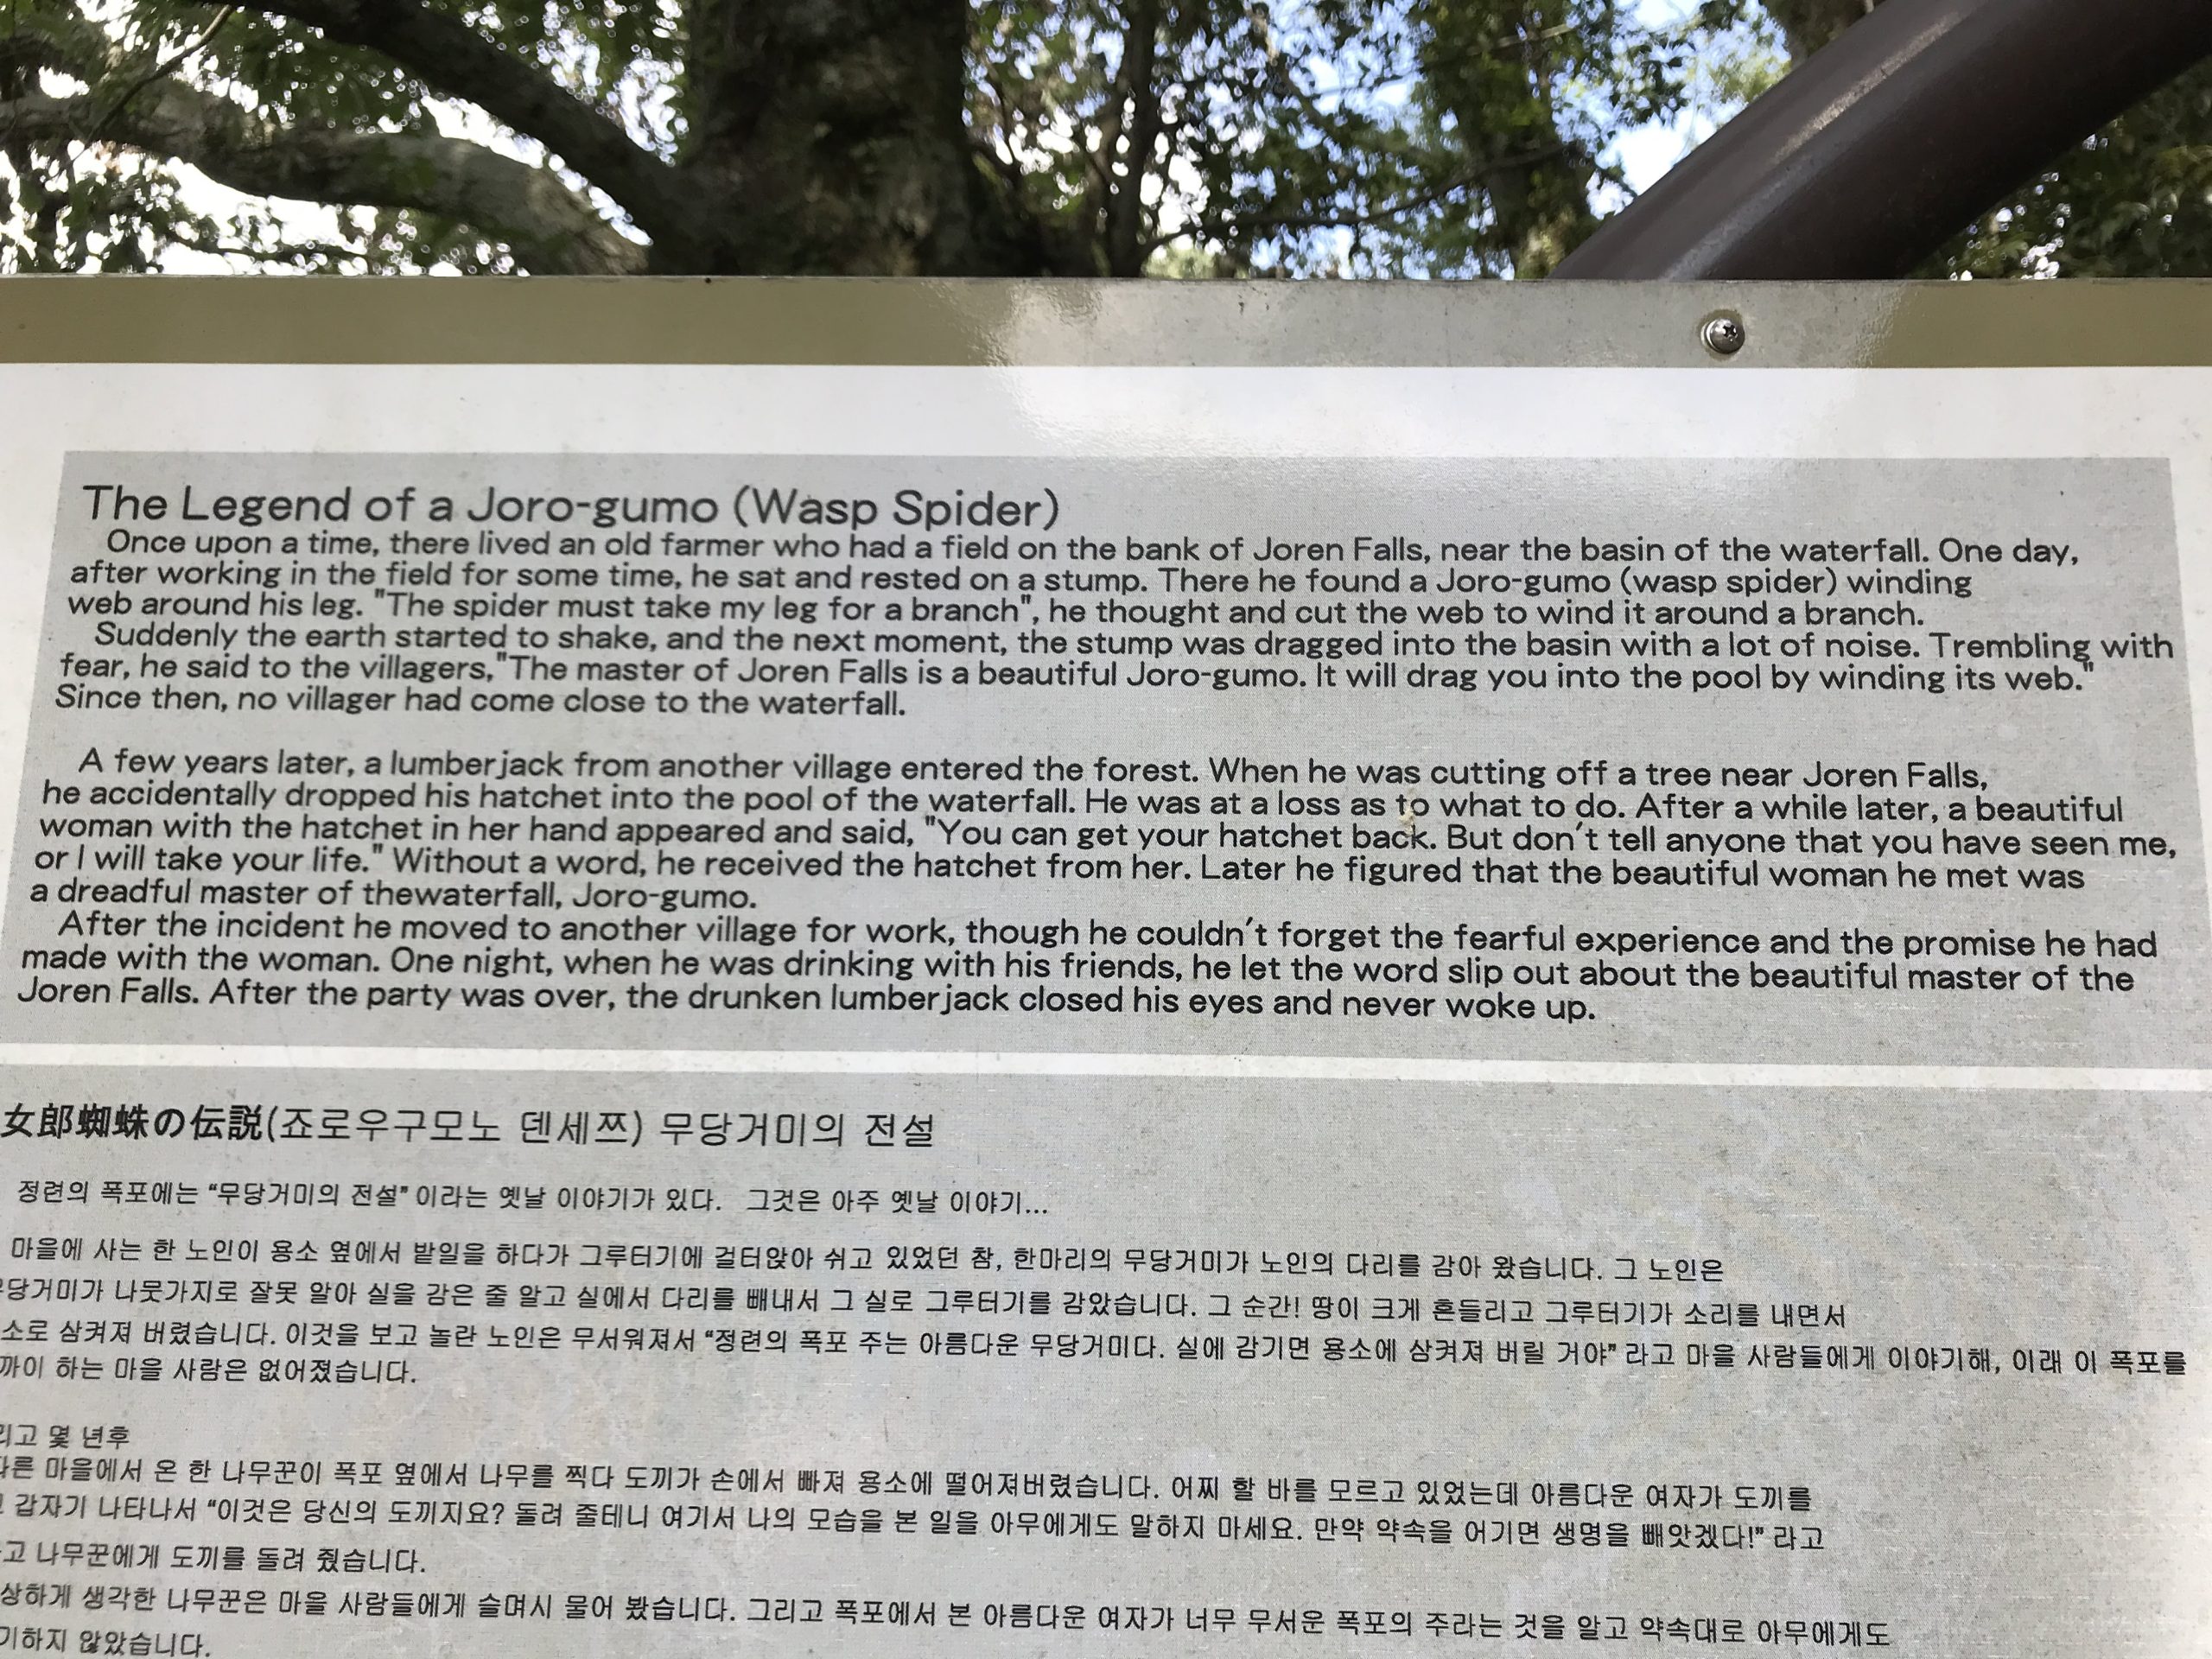 The Legend of a Joro-gumo (Wasp Spider)
Once upon a time, there lived an old farmer who had a field on the bank of Joren Falls, near the basin of the waterfall. One day,
after working in the field for some time, he sat and rested on a stump. There he found a Joro-gumo (wasp spider) winding
web around his leg. "The spider must take my leg for a branch", he thought and cut the web to wind it around a branch.
Suddenly the earth started to shake, and the next moment, the stump was dragged into the basin with a lot of noise. Trembling with
fear, he said to the villagers,"The master of Joren Falls is a beautiful Joro-gumo. It will drag you into the pool by winding its web."
Since then, no villager had come close to the waterfall.
A few years later, a lumberjack from another village entered the forest. When he was cutting off a tree near Joren Falls,
he accidentally dropped his hatchet into the pool of the waterfall. He was at a loss as to what to do. After a while later, a beautiful
woman with the hatchet in her hand appeared and said, "You can get your hatchet back. But don't tell anyone that you have seen me,
or I will take your life." Without a word, he received the hatchet from her. Later he figured that the beautiful woman he met was
a dreadful master of thewaterfall, Joro-gumo.
After the incident he moved to another village for work, though he couldn't forget the fearful experience and the promise he had
made with the woman. One night, when he was drinking with his friends, he let the word slip out about the beautiful master of the
Joren Falls. After the party was over, the drunken lumberjack closed his eyes and never woke up.
女郎蜘蛛の伝説(죠로우구모노 덴세쯔) 무당거미의 전설
정련의 폭포에는 “무당거미의 전설” 이라는 옛날 이야기가 있다. 그것은 아주 옛날 이야기...
마을에 사는 한 노인이 용소 옆에서 밭일을 하다가 그루터기에 걸터앉아 쉬고 있었던 참, 한마리의 무당거미가 노인의 다리를 감아 왔습니다. 그 노인은
당거미가 나뭇가지로 잘못 알아 실을 감은 줄 알고 실에서 다리를 빼내서 그 실로 그루터기를 감았습니다. 그 순간! 땅이 크게 흔들리고 그루터기가 소리를 내면서
소로 삼켜져 버렸습니다. 이것을 보고 놀란 노인은 무서워져서 “정련의 폭포 주는 아름다운 무당거미다. 실에 감기면 용소에 삼켜져 버릴 거야” 라고 마을 사람들에게 이야기해, 이래 이 폭포를
까이 하는 마을 사람은 없어졌습니다.
리고 몇 년후
다른 마을에서 온 한 나무꾼이 폭포 옆에서 나무를 찍다 도끼가 손에서 빠져 용소에 떨어져버렸습니다. 어찌 할 바를 모르고 있었는데 아름다운 여자가 도끼를
갑자기 나타나서 “이것은 당신의 도끼지요? 돌려 줄테니 여기서 나의 모습을 본 일을 아무에게도 말하지 마세요. 만약 약속을 어기면 생명을 빼앗겠다!” 라고
고 나무꾼에게 도끼를 돌려 줬습니다.
상하게 생각한 나무꾼은 마을 사람들에게 슬며시 물어 봤습니다. 그리고 폭포에서 본 아름다운 여자가 너무 무서운 폭포의 주라는 것을 알고 약속대로 아무에게도
기하지 않았습니다.